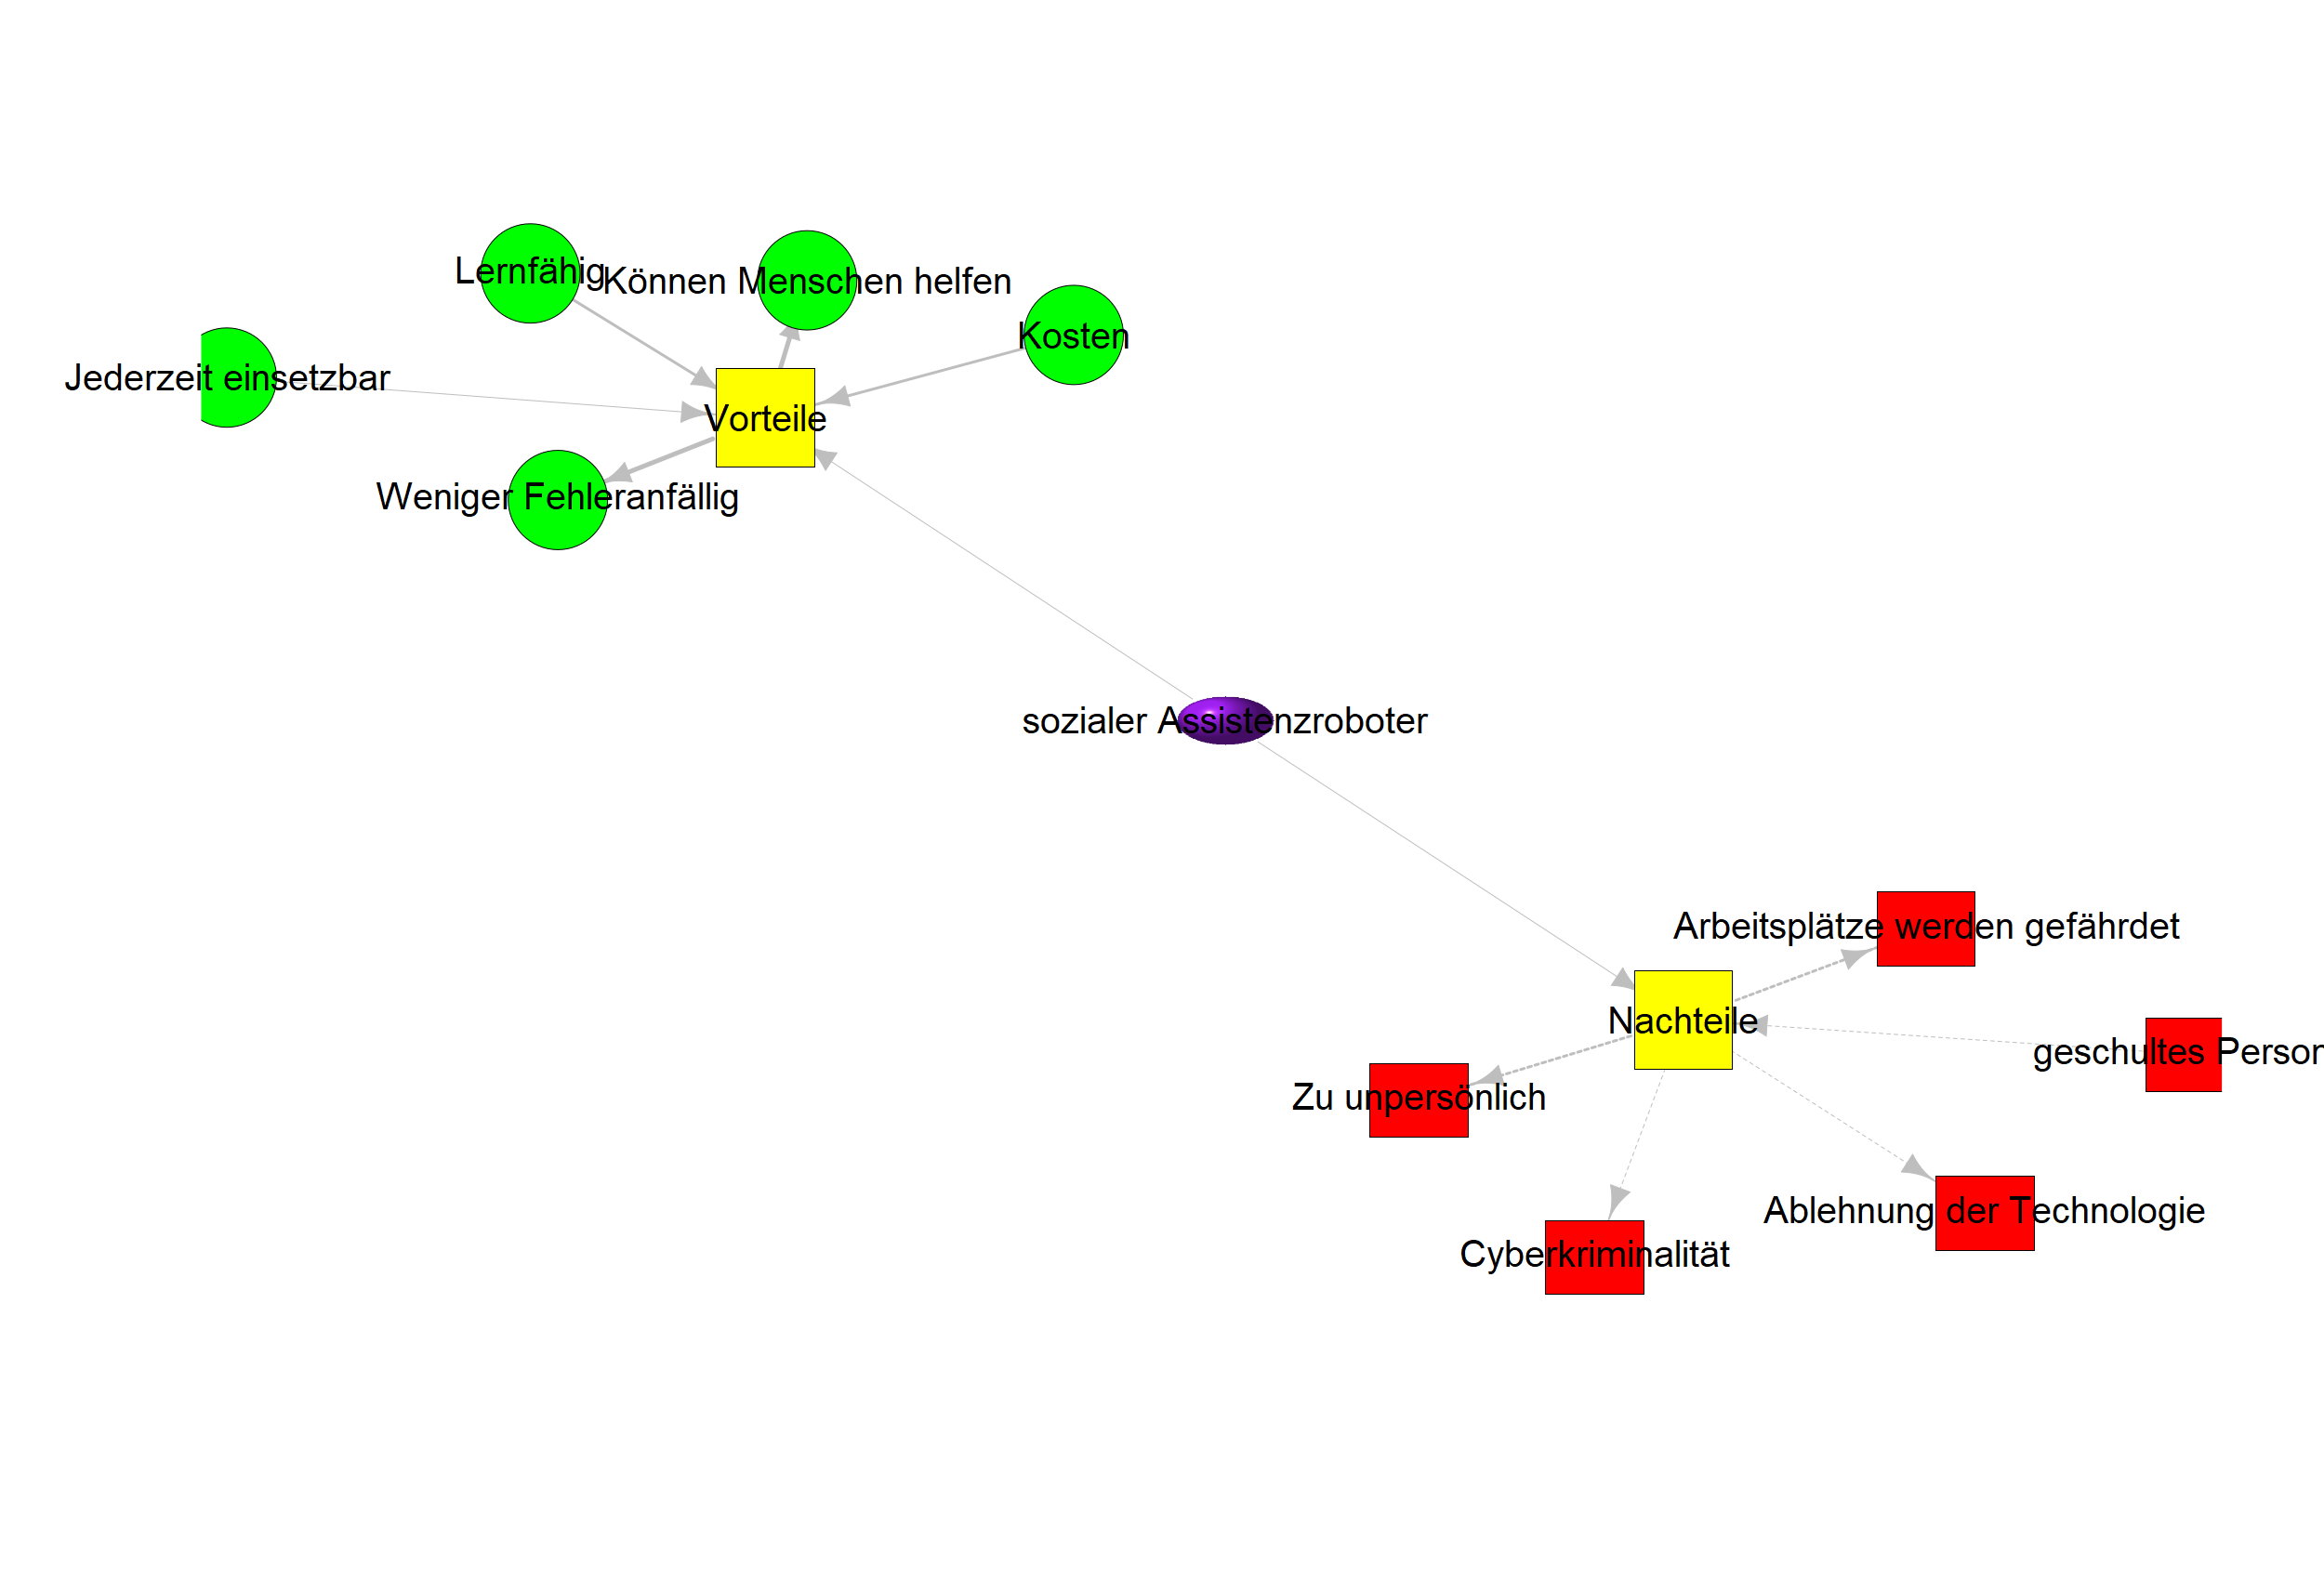 Lernfähig
Können Menschen helfen
Kosten
Jederzeit einsetzbar
Vorteile
Weniger Fehleranfällig
sozialer Assistenzroboter
Arbeitsplätze werden gefährdet
Nachteile
geschultes Person
Zu unpersönlich
Ablehnung der Technologie
Cyberkriminalität